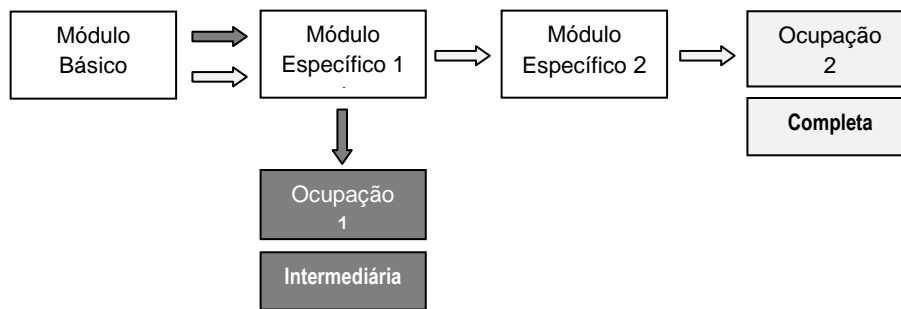 Módulo
Básico
Módulo
Específico 1
Módulo
Específico 2
Ocupação
2
Completa
Ocupação
1
Intermediária